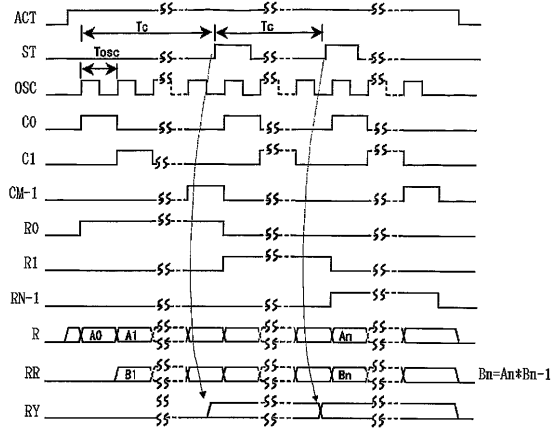 ACT
Tc Tc
ST
Tosc
OSC
C0
C1
CM-1
R0
R1
RN-1
R A0 A1 An
RR B1 Bn Bn=An*Bn-1
RY